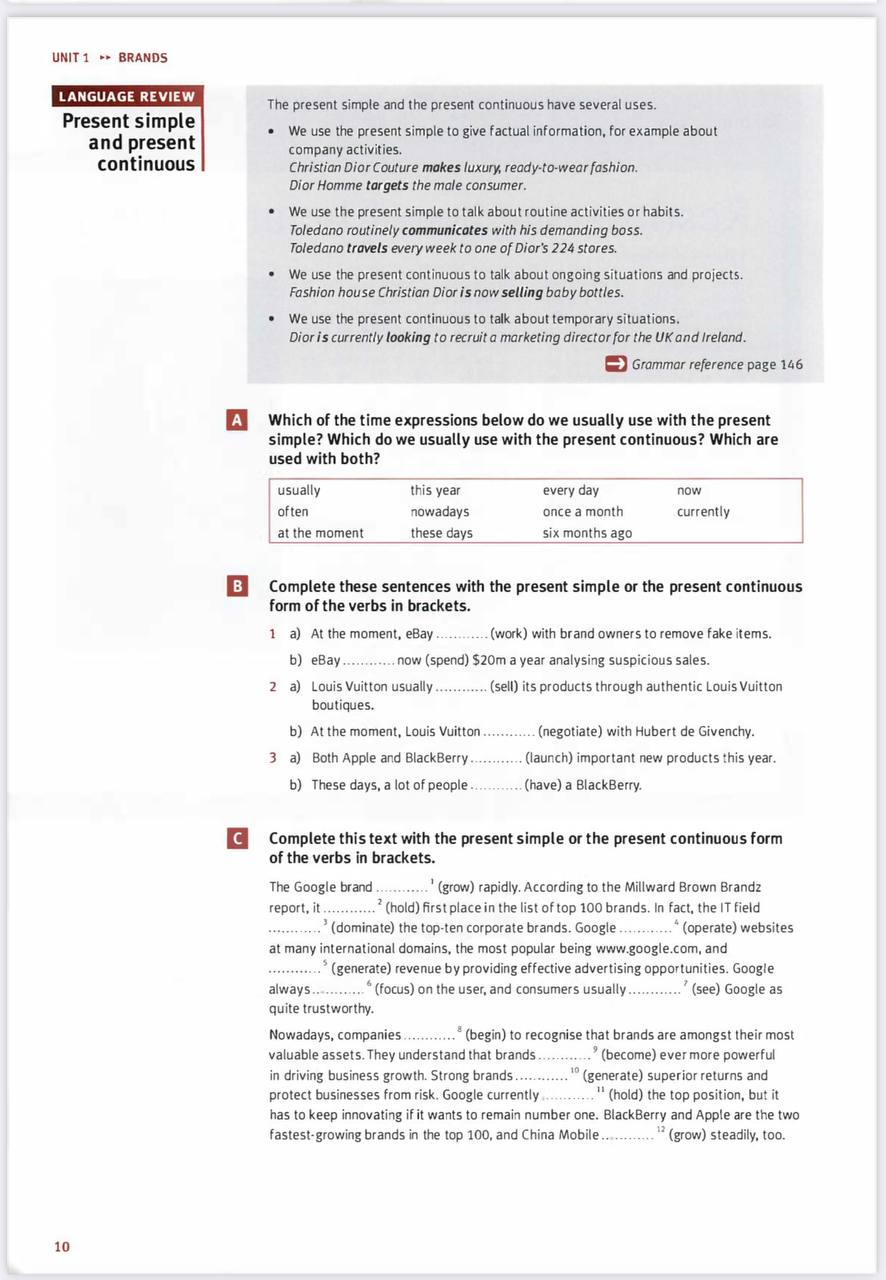 UNIT 1 ►► BRANDS
LANGUAGE REVIEW
Present simple
and present
continuous
The present simple and the present continuous have several uses.
• We use the present simple to give factual information, for example about
company activities.
Christian Dior Couture makes luxury, ready-to-wear fashion.
Dior Homme targets the male consumer.
• We use the present simple to talk about routine activities or habits.
Toledano routinely communicates with his demanding boss.
Toledano travels every week to one of Dior's 224 stores.
• We use the present continuous to talk about ongoing situations and projects.
Fashion house Christian Dior is now selling baby bottles.
• We use the present continuous to talk about temporary situations.
Dior is currently looking to recruit a marketing director for the UK and Ireland.
Grammar reference page 146
A Which of the time expressions below do we usually use with the present
simple? Which do we usually use with the present continuous? Which are
used with both?
usually this year every day now
often nowadays once a month currently
at the moment these days six months ago
B Complete these sentences with the present simple or the present continuous
form of the verbs in brackets.
1 a) At the moment, eBay ............ (work) with brand owners to remove fake items.
b) eBay ............ now (spend) $20m a year analysing suspicious sales.
2 a) Louis Vuitton usually ............ (sell) its products through authentic Louis Vuitton
boutiques.
b) At the moment, Louis Vuitton ............ (negotiate) with Hubert de Givenchy.
3 a) Both Apple and BlackBerry ............ (launch) important new products this year.
b) These days, a lot of people ............ (have) a BlackBerry.
C Complete this text with the present simple or the present continuous form
of the verbs in brackets.
The Google brand ............ ¹ (grow) rapidly. According to the Millward Brown Brandz
report, it ............ ² (hold) first place in the list of top 100 brands. In fact, the IT field
............ ³ (dominate) the top-ten corporate brands. Google ............ ⁴ (operate) websites
at many international domains, the most popular being www.google.com, and
............ ⁵ (generate) revenue by providing effective advertising opportunities. Google
always ............ ⁶ (focus) on the user, and consumers usually ............ ⁷ (see) Google as
quite trustworthy.
Nowadays, companies ............ ⁸ (begin) to recognise that brands are amongst their most
valuable assets. They understand that brands ............ ⁹ (become) ever more powerful
in driving business growth. Strong brands ............ ¹⁰ (generate) superior returns and
protect businesses from risk. Google currently ............ ¹¹ (hold) the top position, but it
has to keep innovating if it wants to remain number one. BlackBerry and Apple are the two
fastest-growing brands in the top 100, and China Mobile ............ ¹² (grow) steadily, too.
10